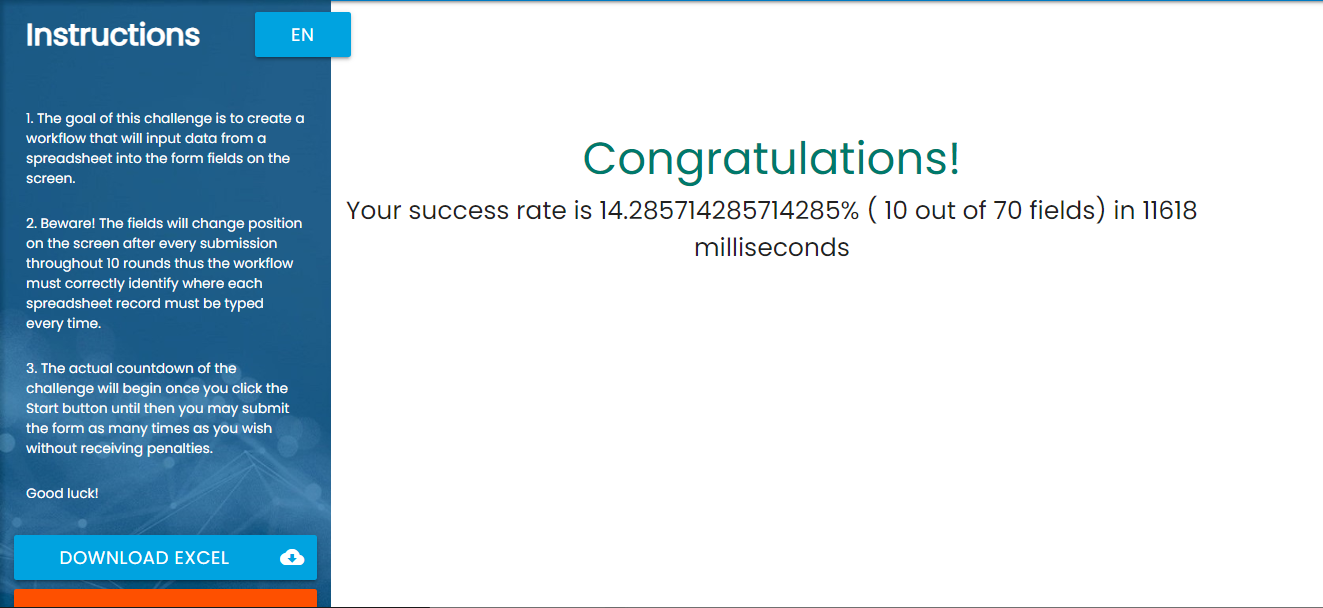 Instructions
EN
1. The goal of this challenge is to create a
workflow that will input data from a
spreadsheet into the form fields on the
screen.
2. Beware! The fields will change position
on the screen after every submission
throughout 10 rounds thus the workflow
must correctly identify where each
spreadsheet record must be typed
every time.
3. The actual countdown of the
challenge will begin once you click the
Start button until then you may submit
the form as many times as you wish
without receiving penalties.
Good luck!
DOWNLOAD EXCEL
Congratulations!
Your success rate is 14.285714285714285% ( 10 out of 70 fields) in 11618
milliseconds